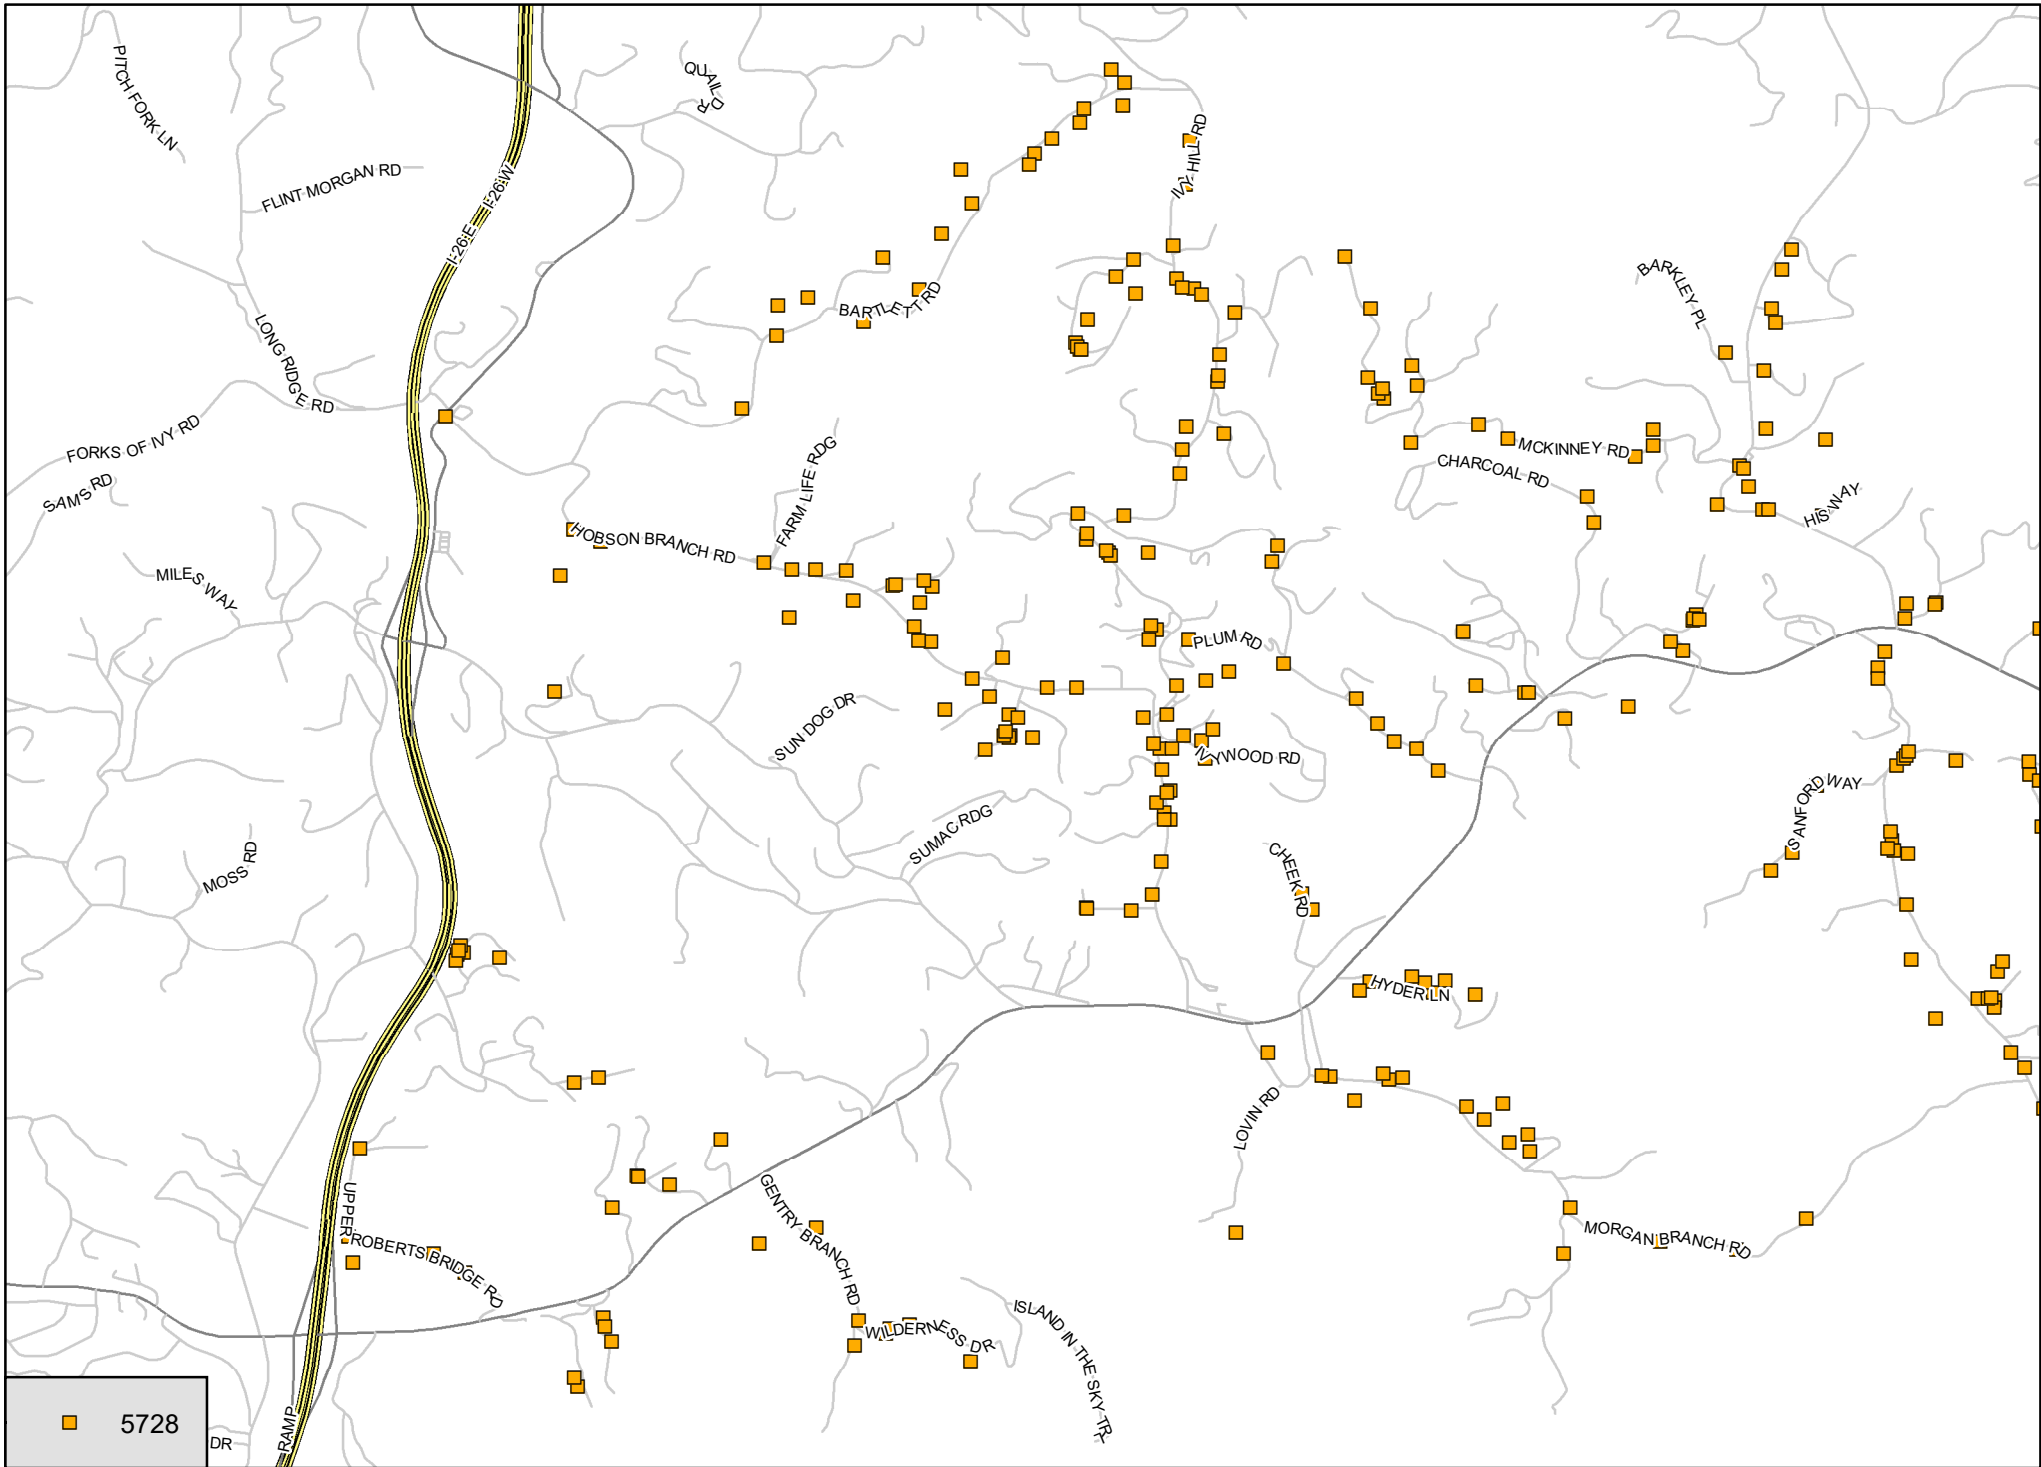 PITCH FORK LN
QUAIL DR
FLINT MORGAN RD
I-26 W
I-26 E
IVY HILL RD
BARTLETT RD
BARKLEY PL
LONG RIDGE RD
FORKS OF IVY RD
SAMS RD
FARM LIFE RDG
MCKINNEY RD
CHARCOAL RD
HIS WAY
HOBSON BRANCH RD
MILES WAY
PLUM RD
SUN DOG DR
IVYWOOD RD
SANFORD WAY
SUMAC RDG
MOSS RD
CHEEK RD
HYDER LN
LOVIN RD
UPPER
ROBERTS BRIDGE RD
GENTRY BRANCH RD
MORGAN BRANCH RD
WILDERNESS DR
ISLAND IN THE SKY TRL
RAMP
DR
5728